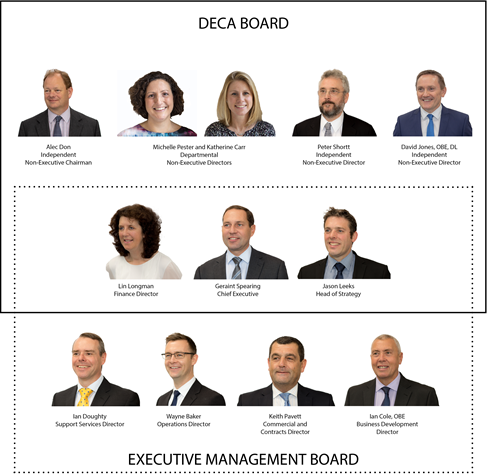 DECA BOARD
Alec Don
Independent
Non-Executive Chairman
Michelle Pester and Katherine Carr
Departmental
Non-Executive Directors
Peter Shortt
Independent
Non-Executive Director
David Jones, OBE, DL
Independent
Non-Executive Director
Lin Longman
Finance Director
Geraint Spearing
Chief Executive
Jason Leeks
Head of Strategy
Ian Doughty
Support Services Director
Wayne Baker
Operations Director
Keith Pavett
Commercial and
Contracts Director
Ian Cole, OBE
Business Development
Director
EXECUTIVE MANAGEMENT BOARD